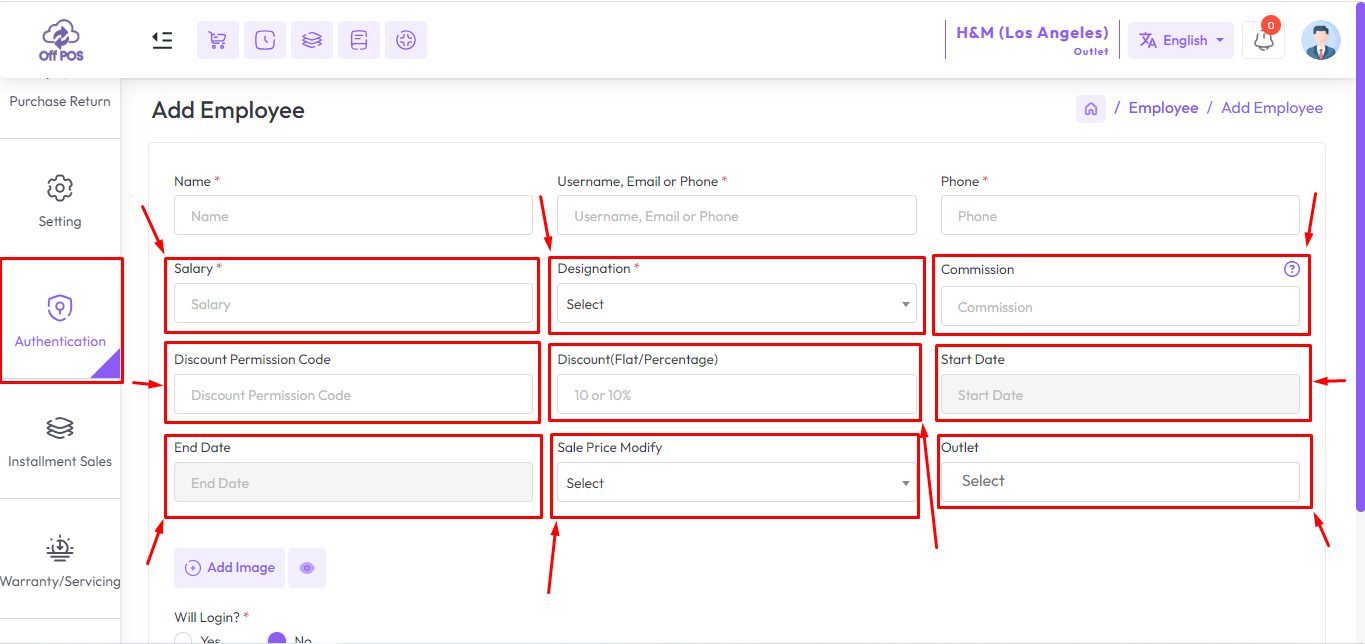 Off POS
H&M (Los Angeles)
Outlet
English
0
Purchase Return
Setting
Authentication
Installment Sales
Warranty/Servicing
Add Employee
/ Employee / Add Employee
Name *
Name
Username, Email or Phone *
Username, Email or Phone
Phone *
Phone
Salary *
Salary
Designation *
Select
Commission
?
Commission
Discount Permission Code
Discount Permission Code
Discount(Flat/Percentage)
10 or 10%
Start Date
Start Date
End Date
End Date
Sale Price Modify
Select
Outlet
Select
Add Image
Will Login? *
Yes
No